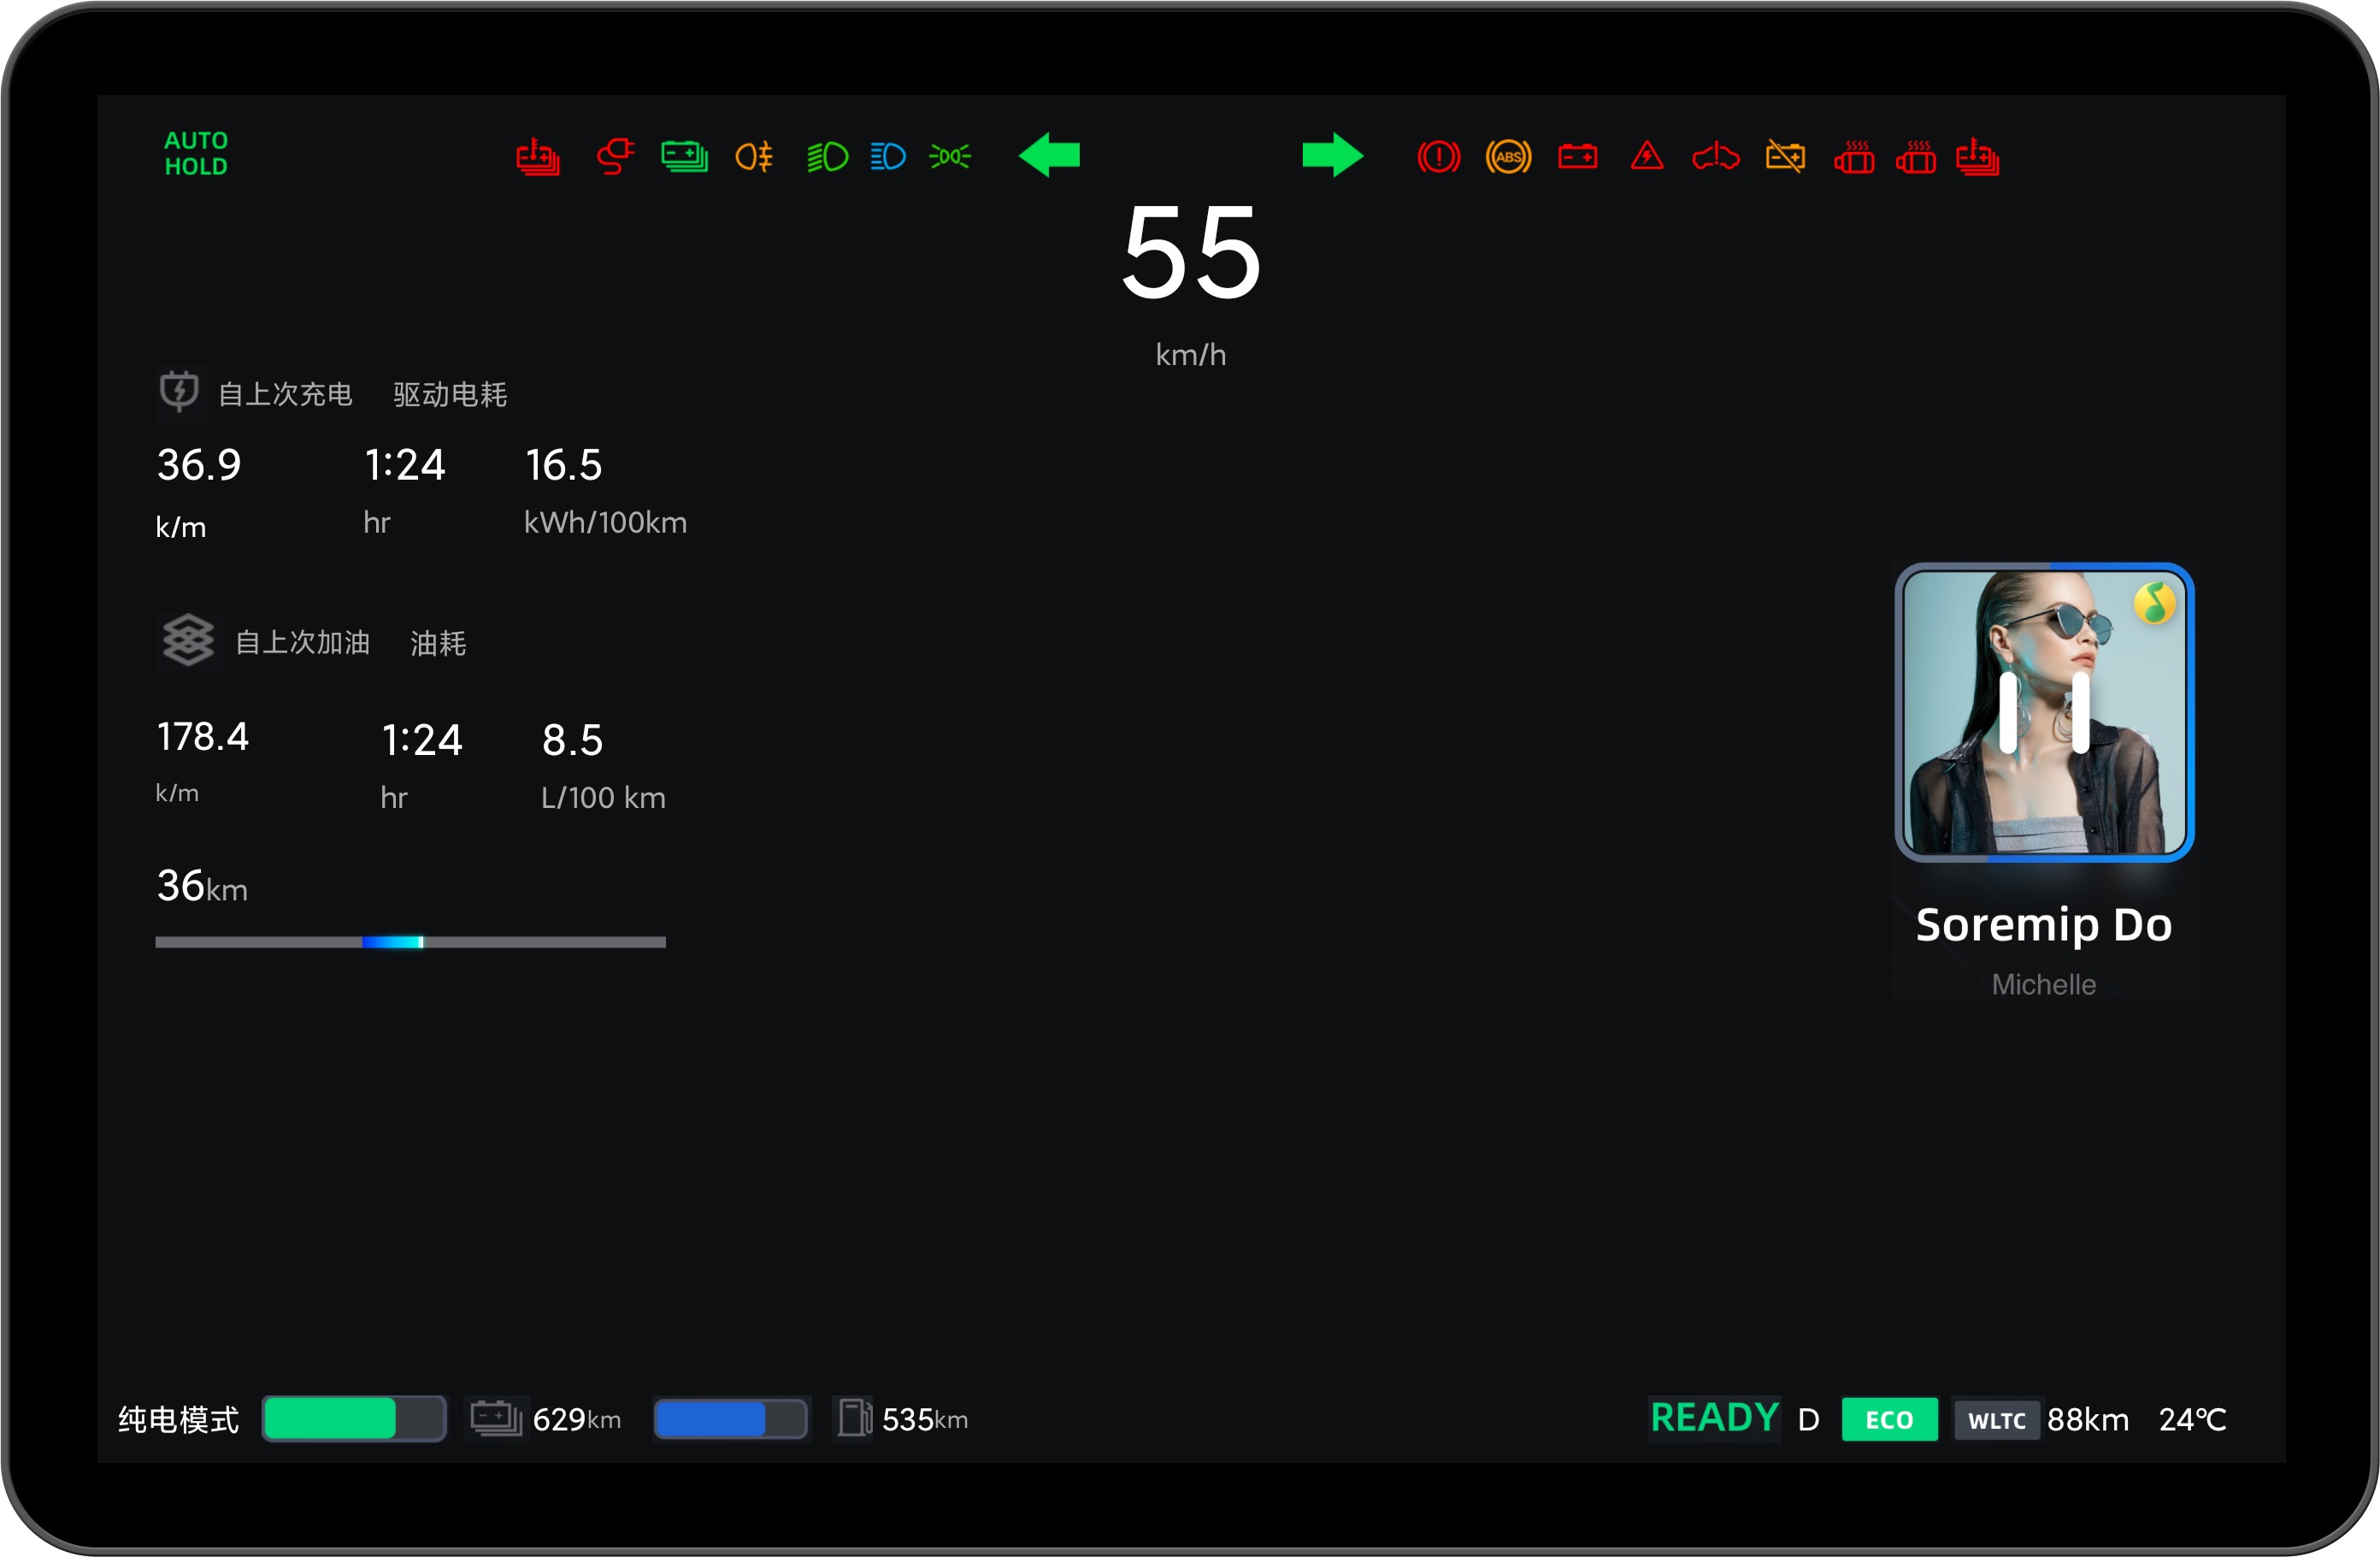 AUTO
HOLD
ABS
55
km/h
自上次充电 驱动电耗
36.9 1:24 16.5
k/m hr kWh/100km
自上次加油 油耗
178.4 1:24 8.5
k/m hr L/100 km
36km
Soremip Do
Michelle
纯电模式 629km 535km READY D ECO WLTC 88km 24℃